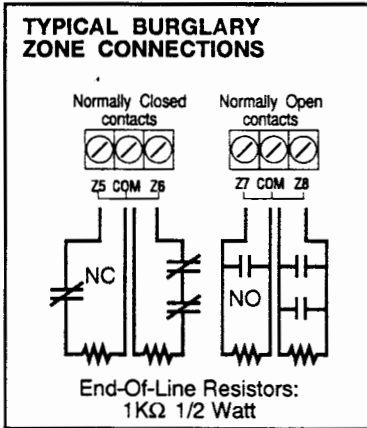 TYPICAL BURGLARY
ZONE CONNECTIONS
Normally Closed
contacts
Normally Open
contacts
Z5 COM Z6
Z7 COM Z8
NC
NO
End-Of-Line Resistors:
1KΩ 1/2 Watt